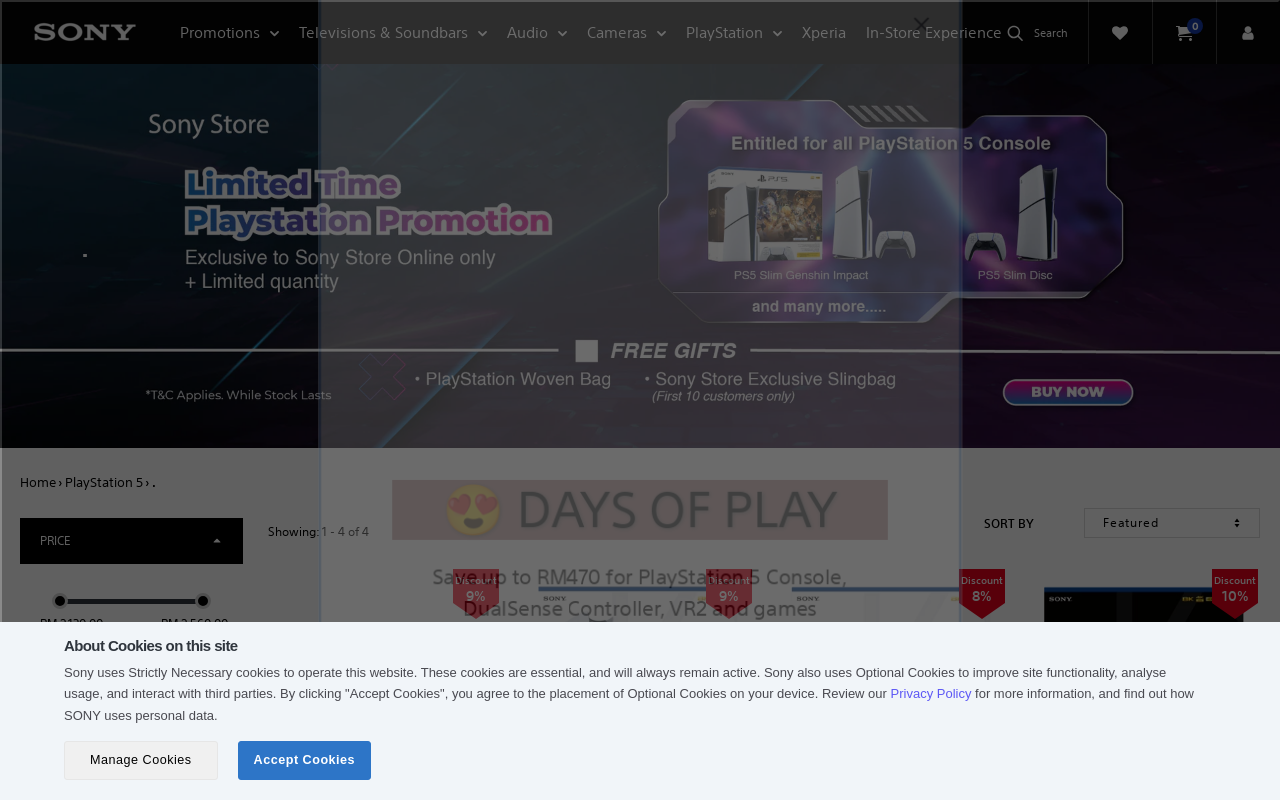 SONY
Promotions
Televisions & Soundbars
Audio
Cameras
PlayStation
Xperia
In-Store Experience
Search
0
Sony Store
Limited Time
Playstation Promotion
Exclusive to Sony Store Online only
+ Limited quantity
Entitled for all PlayStation 5 Console
PS5 Slim Genshin Impact
PS5 Slim Disc
and many more.....
FREE GIFTS
• PlayStation Woven Bag
• Sony Store Exclusive Slingbag
(First 10 customers only)
*T&C Applies. While Stock Lasts
BUY NOW
Home › PlayStation 5 › .
PRICE
Showing: 1 - 4 of 4
SORT BY
Featured
😍 DAYS OF PLAY
Save up to RM470 for PlayStation 5 Console,
DualSense Controller, VR2 and games
Discount
9%
Discount
9%
Discount
8%
Discount
10%
SONY
About Cookies on this site
Sony uses Strictly Necessary cookies to operate this website. These cookies are essential, and will always remain active. Sony also uses Optional Cookies to improve site functionality, analyse
usage, and interact with third parties. By clicking "Accept Cookies", you agree to the placement of Optional Cookies on your device. Review our Privacy Policy for more information, and find out how
SONY uses personal data.
Manage Cookies
Accept Cookies